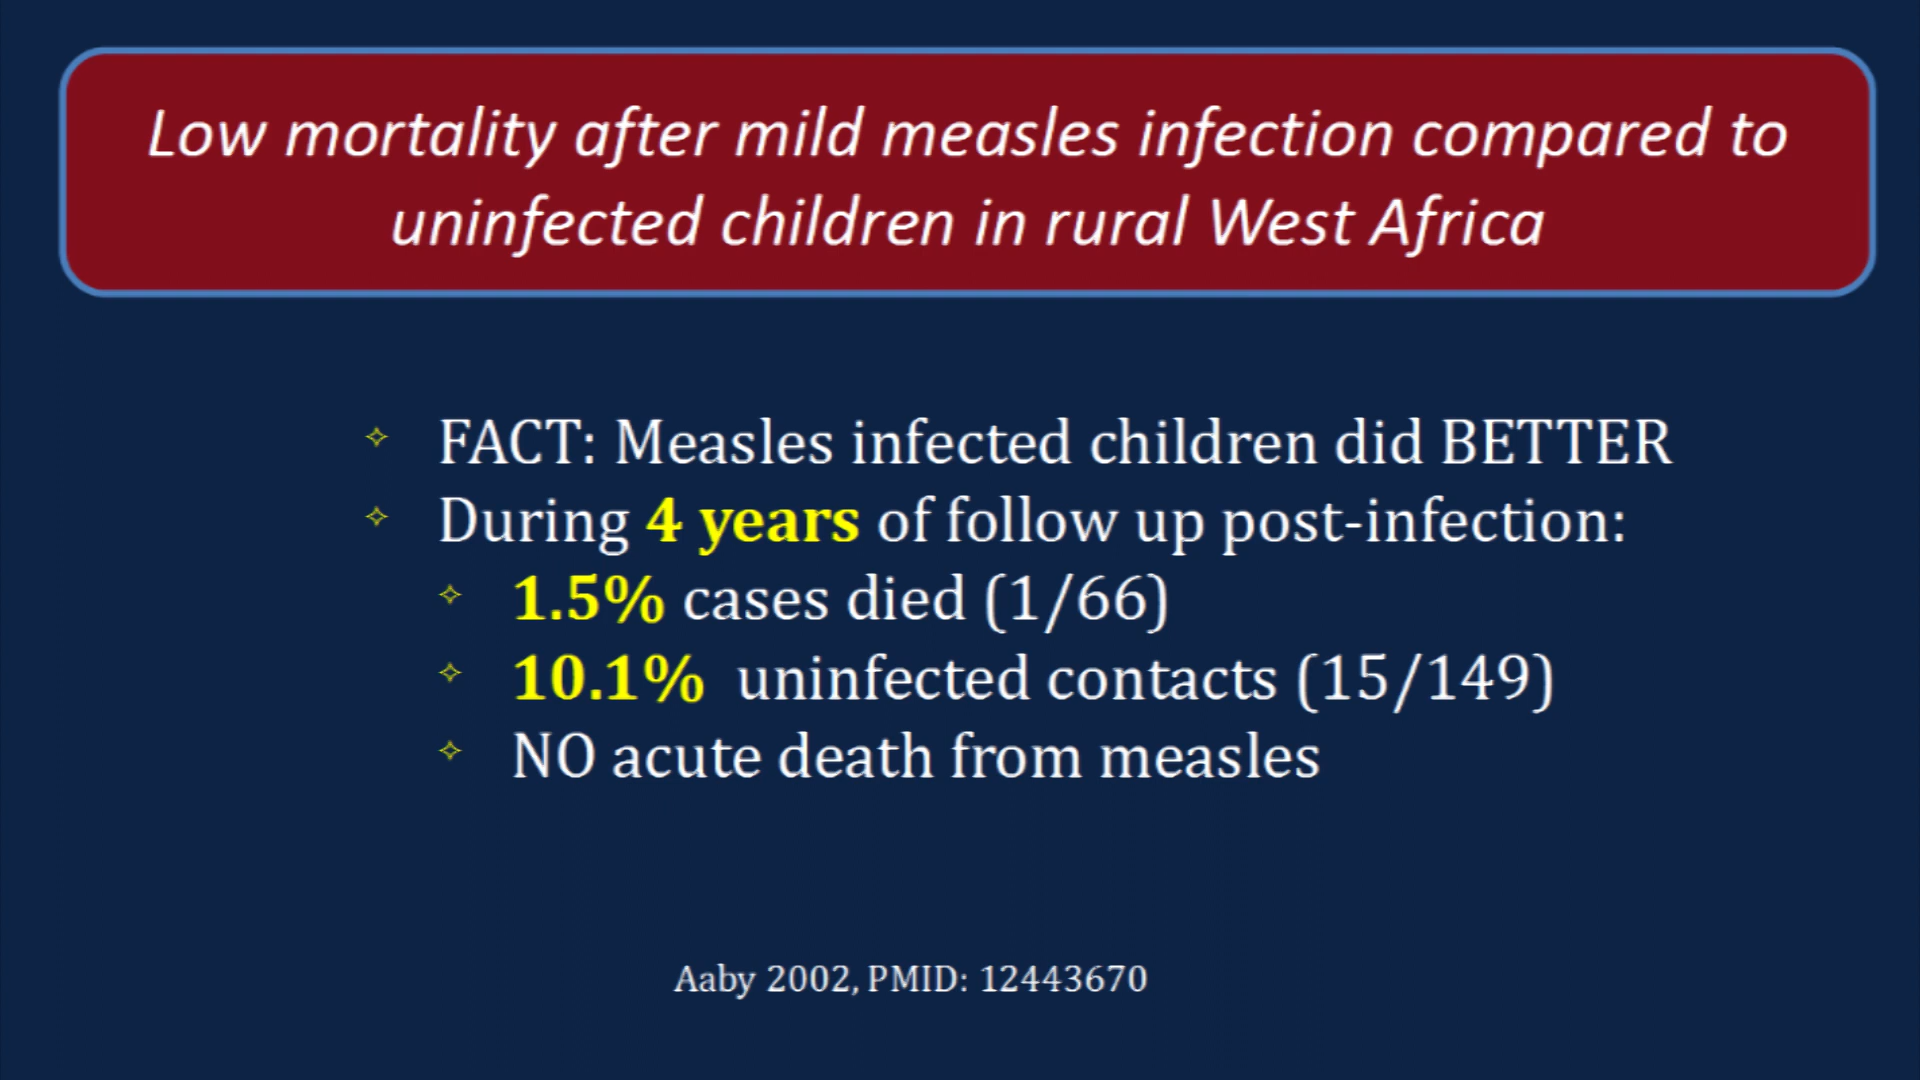 Low mortality after mild measles infection compared to
uninfected children in rural West Africa
FACT: Measles infected children did BETTER
During 4 years of follow up post-infection:
1.5% cases died (1/66)
10.1% uninfected contacts (15/149)
NO acute death from measles
Aaby 2002, PMID: 12443670